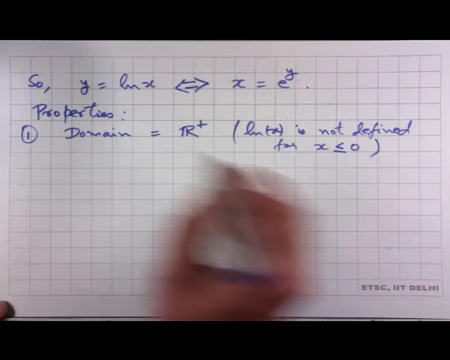 So, y = ln x ⇔ x = e^y.
Properties:
① Domain = ℝ⁺ (ln(x) is not defined
for x ≤ 0)
ETSC, IIT DELHI